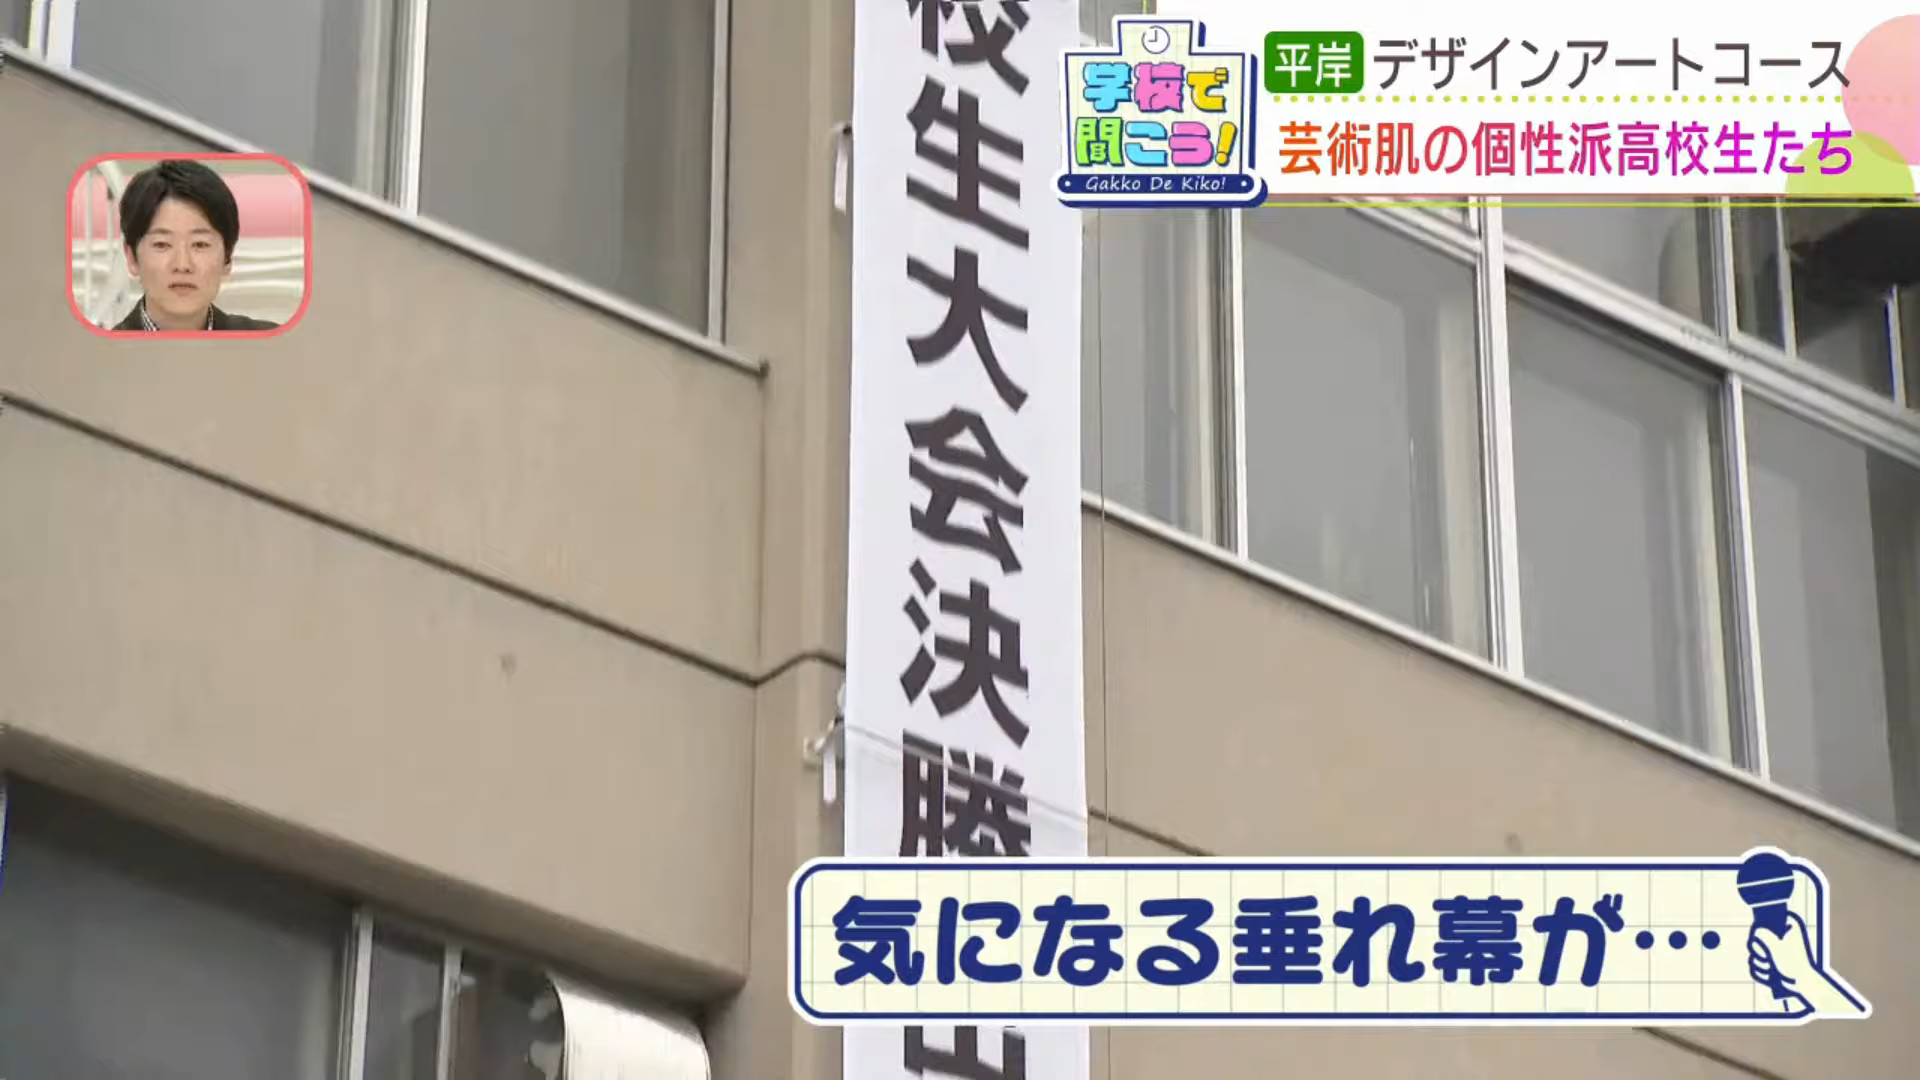 平岸 デザインアートコース
芸術肌の個性派高校生たち
学校で
聞こう!
Gakko De Kiko!
校生大会決勝出
気になる垂れ幕が…